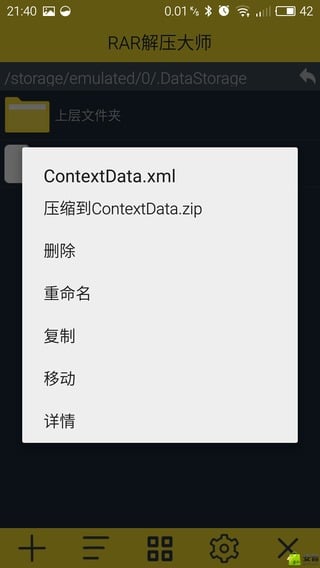 21:40
0.01 K/s
42
RAR解压大师
/storage/emulated/0/.DataStorage
上层文件夹
ContextData.xml
压缩到ContextData.zip
删除
重命名
复制
移动
详情